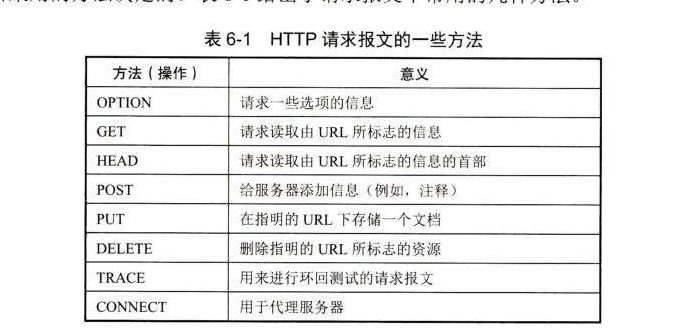 表 6-1 HTTP 请求报文的一些方法
方法（操作） 意义
OPTION 请求一些选项的信息
GET 请求读取由 URL 所标志的信息
HEAD 请求读取由 URL 所标志的信息的首部
POST 给服务器添加信息（例如，注释）
PUT 在指明的 URL 下存储一个文档
DELETE 删除指明的 URL 所标志的资源
TRACE 用来进行环回测试的请求报文
CONNECT 用于代理服务器